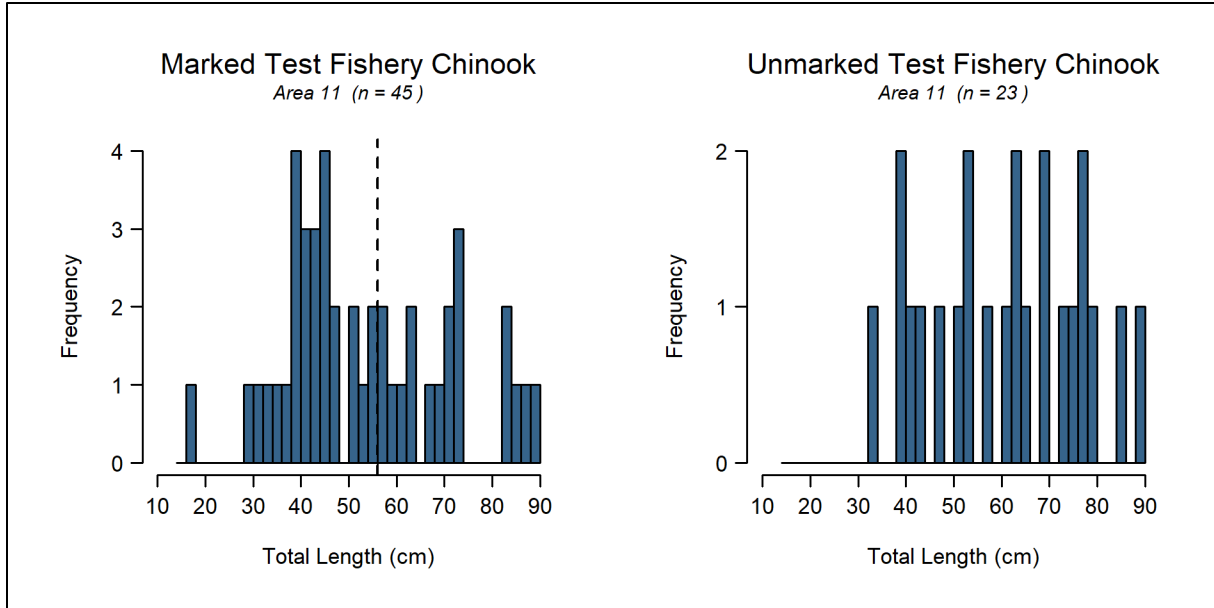 Marked Test Fishery Chinook
Area 11 (n = 45 )
4
3
2
1
0
Frequency
10 20 30 40 50 60 70 80 90
Total Length (cm)
Unmarked Test Fishery Chinook
Area 11 (n = 23 )
2
1
0
Frequency
10 20 30 40 50 60 70 80 90
Total Length (cm)